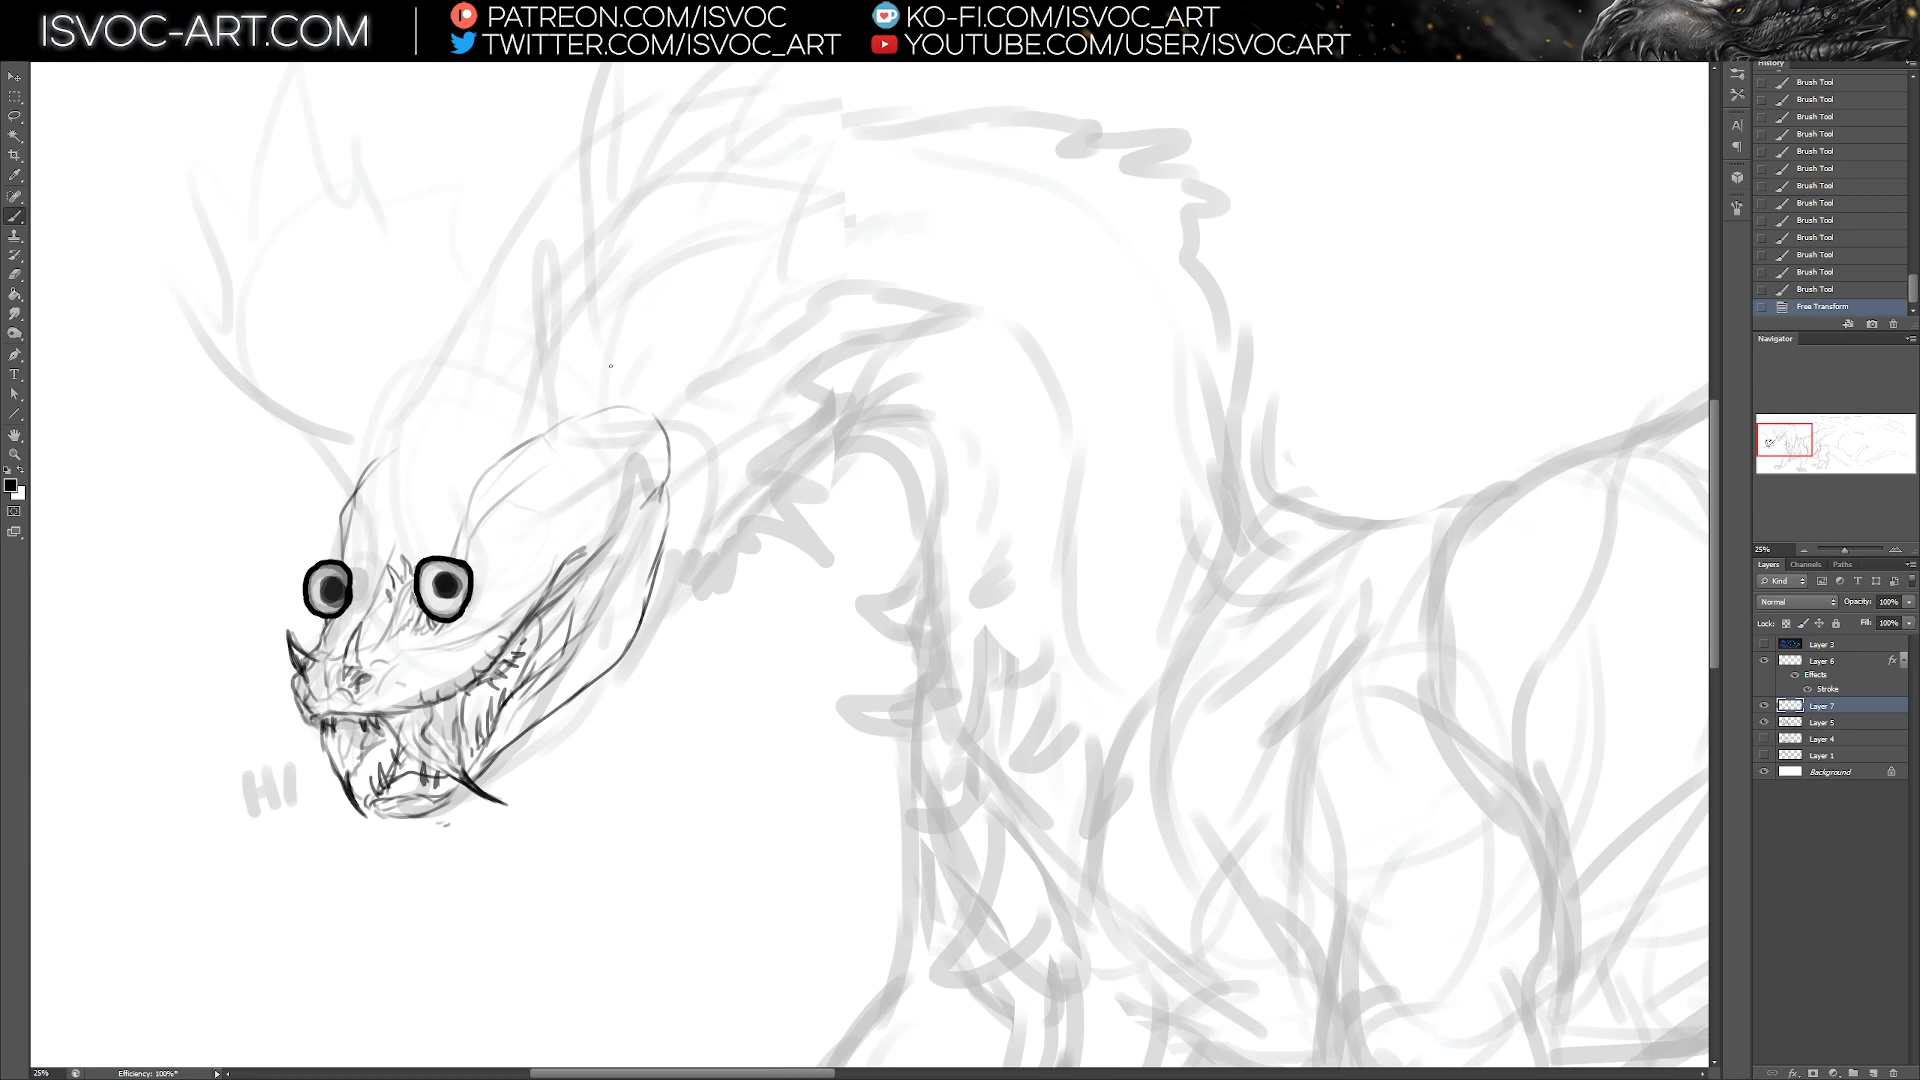 ISVOC-ART.COM
PATREON.COM/ISVOC
KO-FI.COM/ISVOC_ART
TWITTER.COM/ISVOC_ART
YOUTUBE.COM/USER/ISVOCART
HI
History
Brush Tool
Brush Tool
Brush Tool
Brush Tool
Brush Tool
Brush Tool
Brush Tool
Brush Tool
Brush Tool
Brush Tool
Brush Tool
Brush Tool
Brush Tool
Free Transform
Navigator
25%
Layers Channels Paths
Kind
Normal Opacity: 100%
Lock: Fill: 100%
Layer 3
Layer 6 fx
Effects
Stroke
Layer 7
Layer 5
Layer 4
Layer 1
Background
25% Efficiency: 100%*